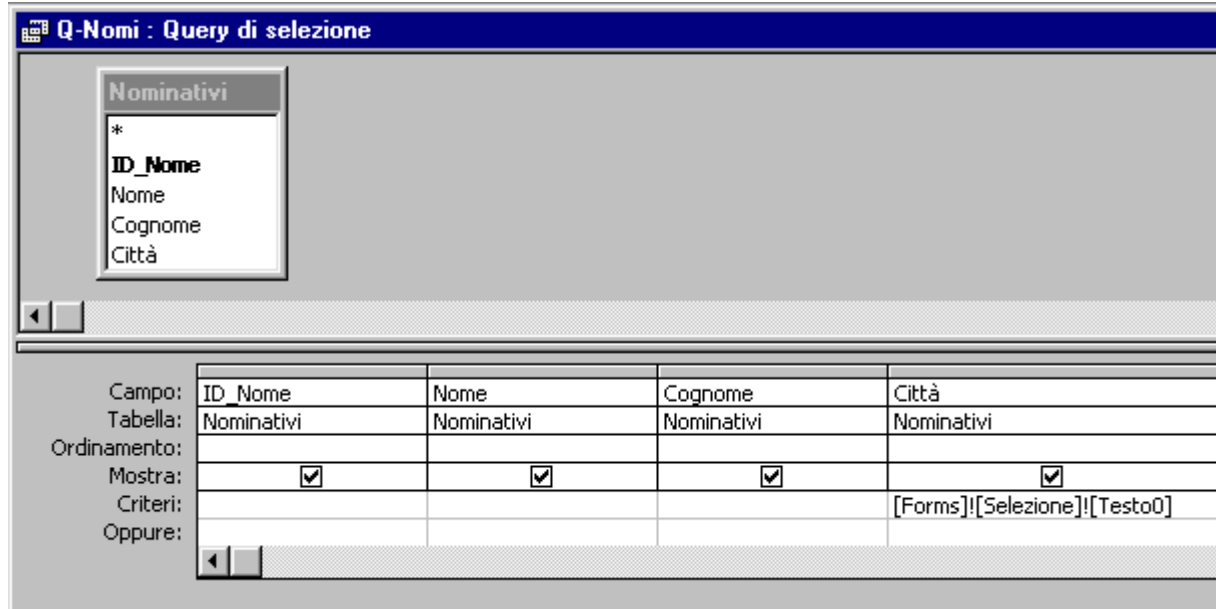 Q-Nomi : Query di selezione
Nominativi
*
ID_Nome
Nome
Cognome
Città
Campo: ID_Nome Nome Cognome Città
Tabella: Nominativi Nominativi Nominativi Nominativi
Ordinamento:
Mostra:
Criteri: [Forms]![Selezione]![Testo0]
Oppure: